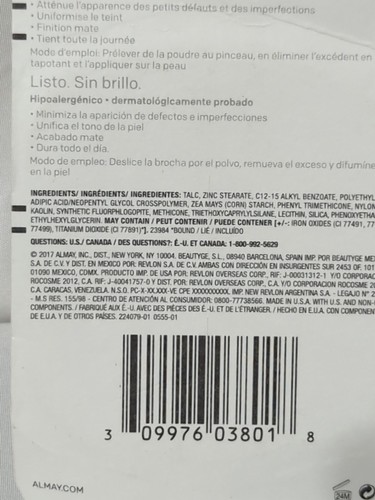 • Atténue l'apparence des petits défauts et des imperfections
• Uniformise le teint
• Finition mate
• Tient toute la journée
Mode d'emploi: Prélever de la poudre au pinceau, en éliminer l'excédent en
tapotant et l'appliquer sur la peau
Listo. Sin brillo.
Hipoalergénico • dermatológicamente probado
• Minimiza la aparición de defectos e imperfecciones
• Unifica el tono de la piel
• Acabado mate
• Dura todo el día.
Modo de empleo: Deslice la brocha por el polvo, remueva el exceso y difumine
en la piel.
INGREDIENTS/ INGRÉDIENTS/ INGREDIENTES: TALC, ZINC STEARATE, C12-15 ALKYL BENZOATE, POLYETHYL
ADIPIC ACID/NEOPENTYL GLYCOL CROSSPOLYMER, ZEA MAYS (CORN) STARCH, PHENYL TRIMETHICONE, NYLON
KAOLIN, SYNTHETIC FLUORPHLOGOPITE, METHICONE, TRIETHOXYCAPRYLYLSILANE, LECITHIN, SILICA, PHENOXYETHA
ETHYLHEXYLGLYCERIN. MAY CONTAIN / PEUT CONTENIR / PUEDE CONTENER [+/-: IRON OXIDES (CI 77491, 77
77499), TITANIUM DIOXIDE (CI 77891)*]. 23984 *BOUND / LIÉ / INCLUÍDO
QUESTIONS: U.S./ CANADA / DES QUESTIONS?: É.-U. ET CANADA: 1-800-992-5629
© 2017 ALMAY, INC., DIST., NEW YORK, NY 10004. BEAUTYGE, S.L., 08940 BARCELONA, SPAIN IMP. POR BEAUTYGE MEX
S.A. DE C.V. Y DIST. EN MEXICO POR: REVLON S.A. DE C.V. AMBAS CON DIRECCIÓN EN INSURGENTES SUR 2453 OF. 101
01090 MEXICO, CDMX. PRODUCTO IMP. DE USA POR: REVLON OVERSEAS CORP., RIF: J-00031312-1 Y/O CORPORAC
ROCOSME 2012, C.A. RIF: J-40041757-0 Y DIST. POR: REVLON OVERSEAS CORP., C.A. Y/O CORPORACION ROCOSME 20
C.A. CARACAS, VENEZUELA. N.S.O. PC-X-XX.XXX-VE CPE XXXXXXXXXX. IMP. NEW REVLON ARGENTINA S.A. - LEGAJO N° 2
- M.S RES. 155/98 - CENTRO DE ATENCIÓN AL CONSUMIDOR: 0800-77738566. MADE IN U.S.A. WITH U.S. AND NON-
COMPONENTS. / FABRIQUÉ AUX É.-U. AVEC DES PIÈCES DES É.-U. ET DE L'ÉTRANGER. / HECHO EN E.U.A. CON COMPONEN
DE E.U.A. Y DE OTROS PAÍSES. 224079-01 0555-01
3 09976 03801 8
ALMAY.COM
24M